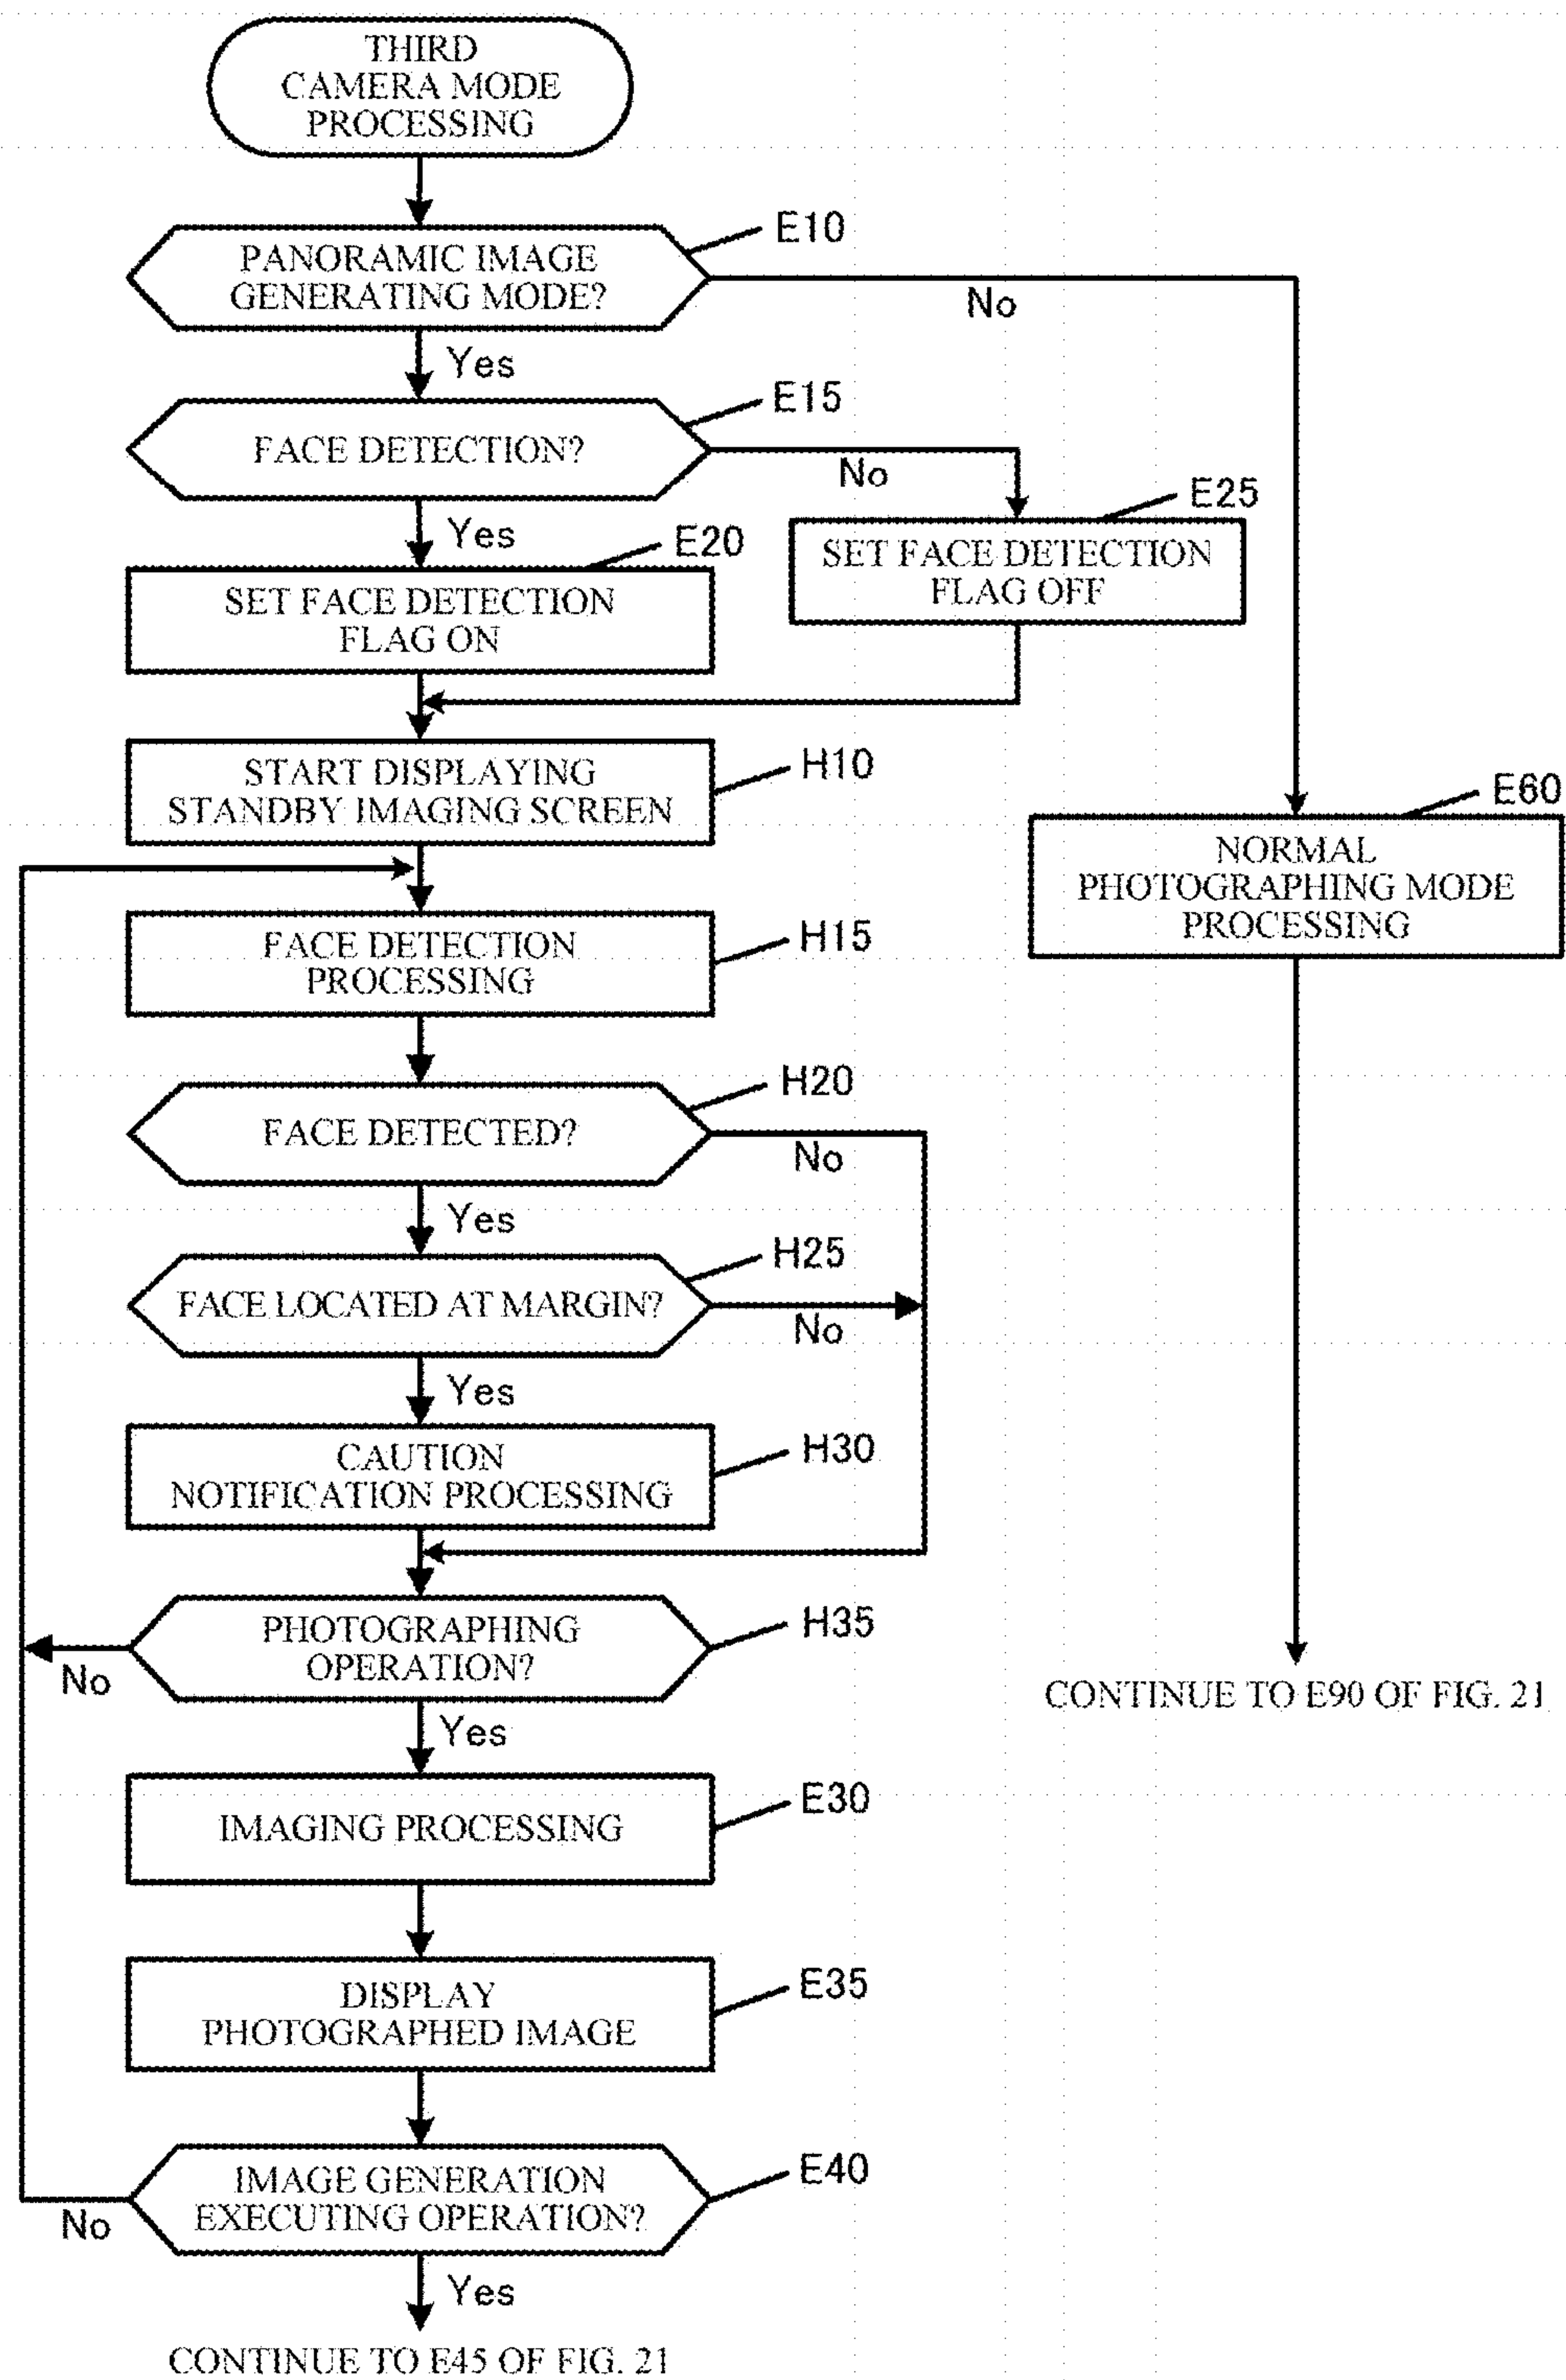 THIRD
CAMERA MODE
PROCESSING
E10
PANORAMIC IMAGE
GENERATING MODE?
No
Yes
E15
FACE DETECTION?
No
Yes
E25
SET FACE DETECTION
FLAG OFF
E20
SET FACE DETECTION
FLAG ON
H10
START DISPLAYING
STANDBY IMAGING SCREEN
E60
NORMAL
PHOTOGRAPHING MODE
PROCESSING
H15
FACE DETECTION
PROCESSING
H20
FACE DETECTED?
No
Yes
H25
FACE LOCATED AT MARGIN?
No
Yes
H30
CAUTION
NOTIFICATION PROCESSING
H35
PHOTOGRAPHING
OPERATION?
No
Yes
CONTINUE TO E90 OF FIG. 21
E30
IMAGING PROCESSING
E35
DISPLAY
PHOTOGRAPHED IMAGE
E40
IMAGE GENERATION
EXECUTING OPERATION?
No
Yes
CONTINUE TO E45 OF FIG. 21